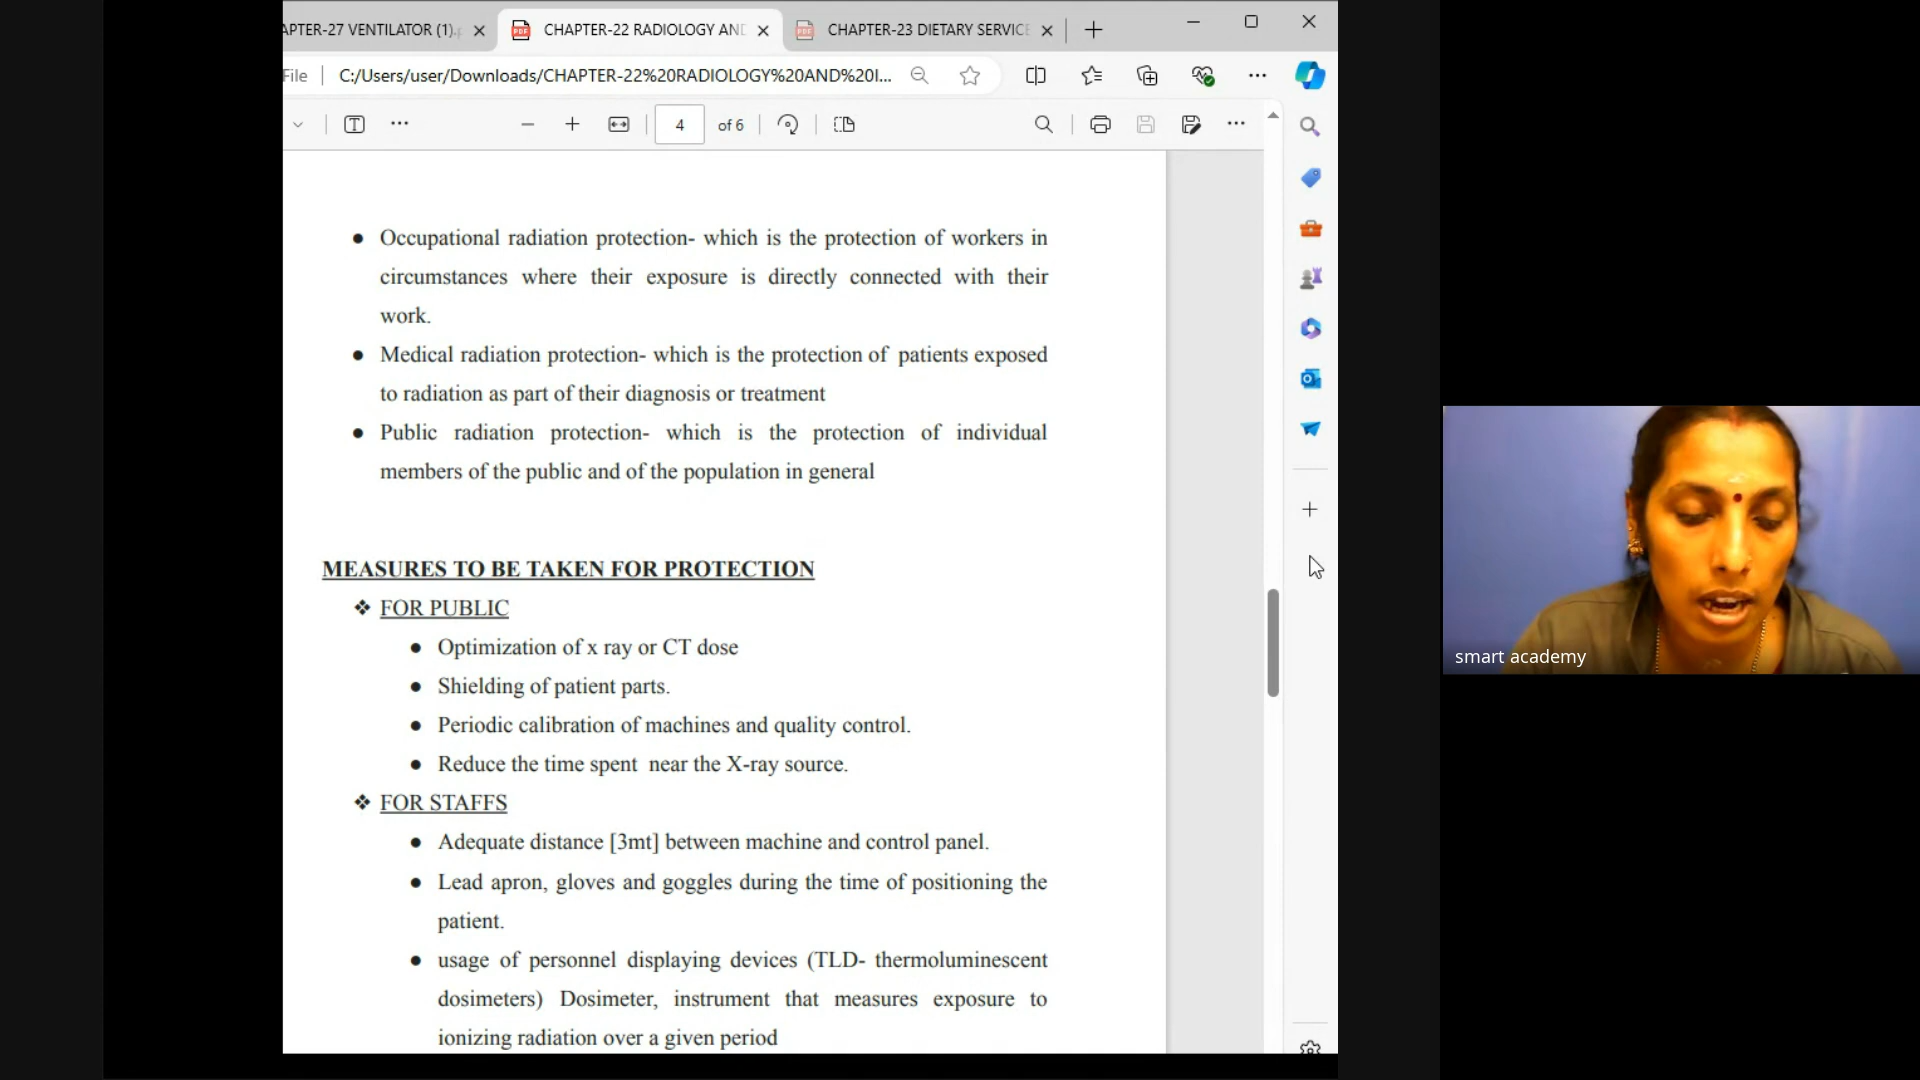 APTER-27 VENTILATOR (1).
CHAPTER-22 RADIOLOGY AND
CHAPTER-23 DIETARY SERVICE
File
C:/Users/user/Downloads/CHAPTER-22%20RADIOLOGY%20AND%20I...
4 of 6
● Occupational radiation protection- which is the protection of workers in
circumstances where their exposure is directly connected with their
work.
● Medical radiation protection- which is the protection of patients exposed
to radiation as part of their diagnosis or treatment
● Public radiation protection- which is the protection of individual
members of the public and of the population in general
MEASURES TO BE TAKEN FOR PROTECTION
❖ FOR PUBLIC
● Optimization of x ray or CT dose
● Shielding of patient parts.
● Periodic calibration of machines and quality control.
● Reduce the time spent near the X-ray source.
❖ FOR STAFFS
● Adequate distance [3mt] between machine and control panel.
● Lead apron, gloves and goggles during the time of positioning the
patient.
● usage of personnel displaying devices (TLD- thermoluminescent
dosimeters) Dosimeter, instrument that measures exposure to
ionizing radiation over a given period
smart academy